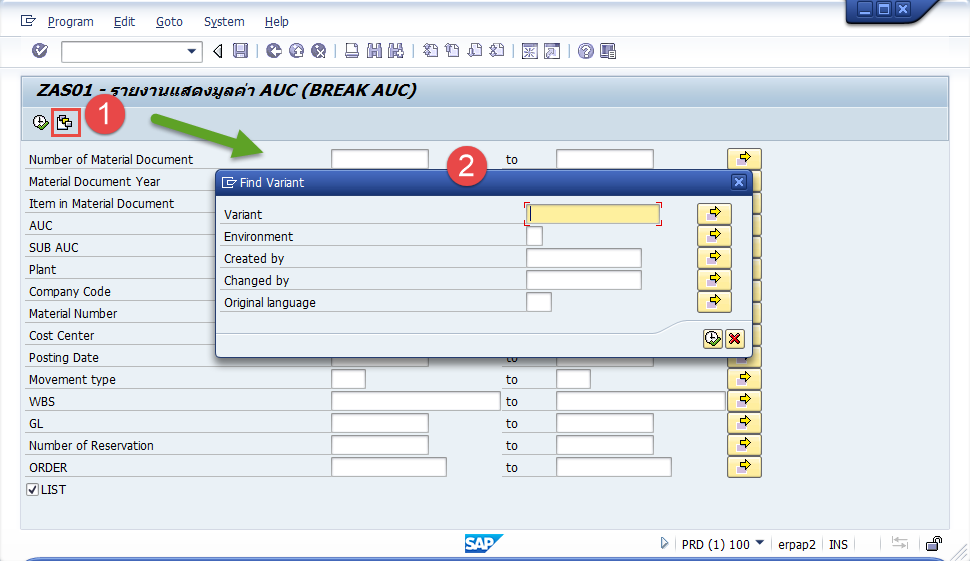 Program Edit Goto System Help
ZAS01 - รายงานแสดงมูลค่า AUC (BREAK AUC)
1
Number of Material Document to
2
Material Document Year
Find Variant
Item in Material Document
Variant
AUC
Environment
SUB AUC
Created by
Plant
Changed by
Company Code
Original language
Material Number
Cost Center
Posting Date to
Movement type to
WBS to
GL to
Number of Reservation to
ORDER to
LIST
SAP
PRD (1) 100 erpap2 INS